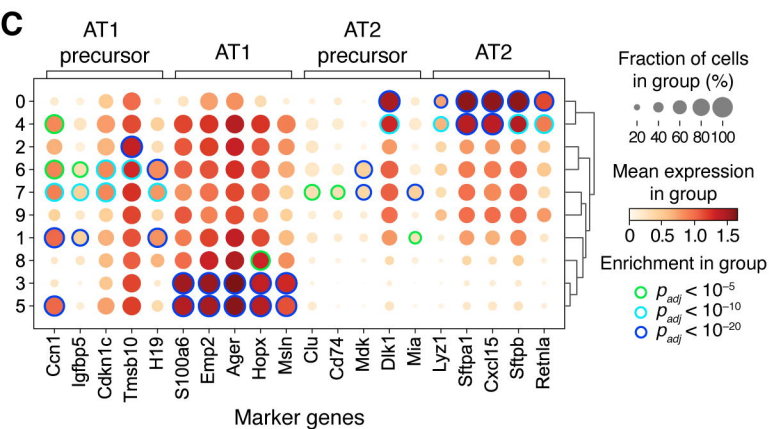 C
AT1
precursor
AT1
AT2
precursor
AT2
0
4
2
6
7
9
1
8
3
5
Ccn1
Igfbp5
Cdkn1c
Tmsb10
H19
S100a6
Emp2
Ager
Hopx
Msln
Clu
Cd74
Mdk
Dlk1
Mia
Lyz1
Sftpa1
Cxcl15
Sftpb
Retnla
Marker genes
Fraction of cells
in group (%)
20 40 60 80 100
Mean expression
in group
0 0.5 1.0 1.5
Enrichment in group
p_adj < 10⁻⁵
p_adj < 10⁻¹⁰
p_adj < 10⁻²⁰